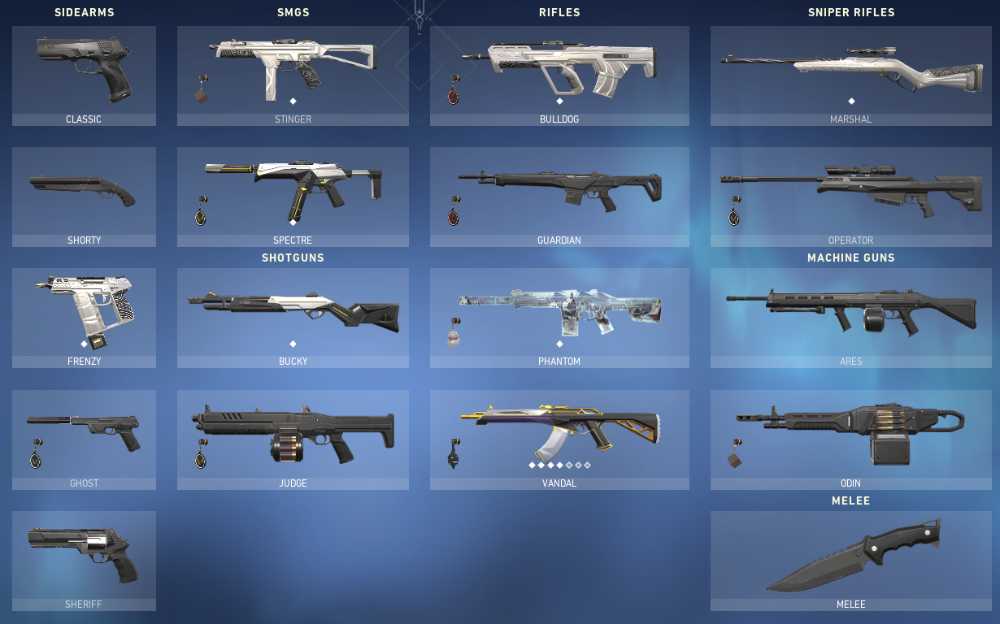 SIDEARMS
CLASSIC
SHORTY
FRENZY
GHOST
SHERIFF
SMGS
STINGER
SPECTRE
SHOTGUNS
BUCKY
JUDGE
RIFLES
BULLDOG
GUARDIAN
PHANTOM
VANDAL
SNIPER RIFLES
MARSHAL
OPERATOR
MACHINE GUNS
ARES
ODIN
MELEE
MELEE